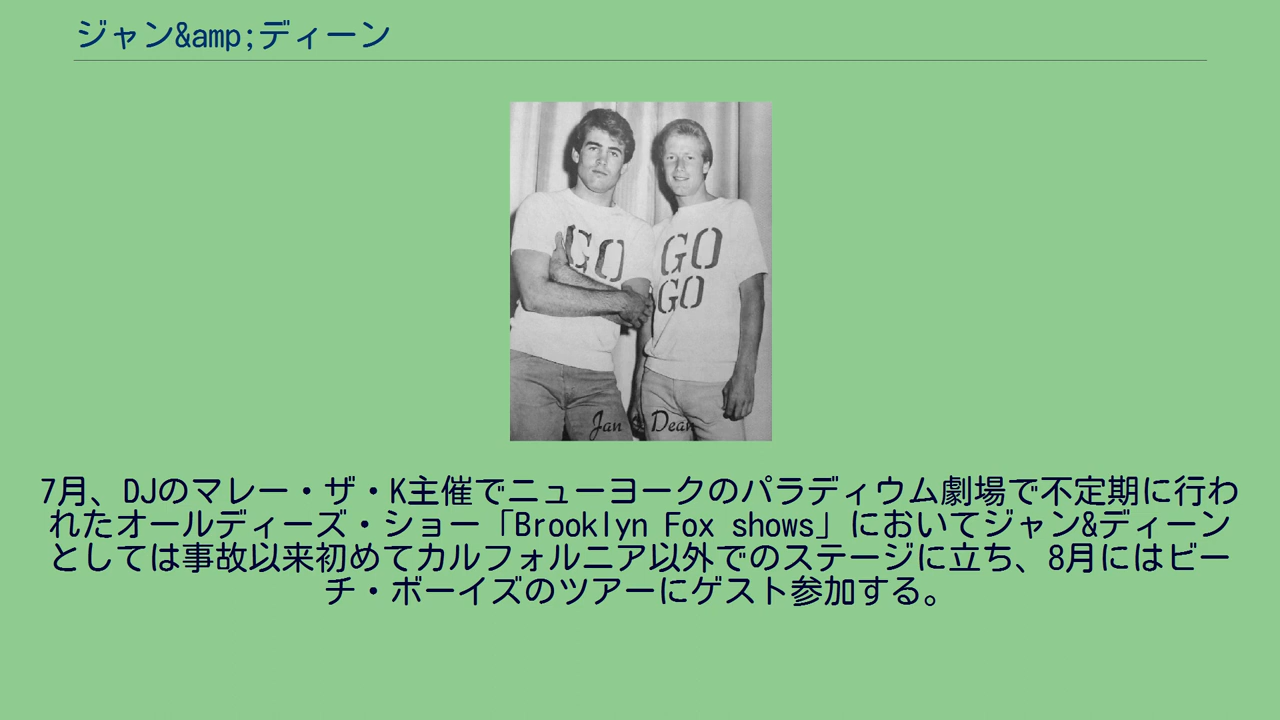 ジャン&amp;ディーン
GO
GO
GO
Jan & Dean
7月、DJのマレー・ザ・K主催でニューヨークのパラディウム劇場で不定期に行わ
れたオールディーズ・ショー「Brooklyn Fox shows」においてジャン&ディーン
としては事故以来初めてカルフォルニア以外でのステージに立ち、8月にはビー
チ・ボーイズのツアーにゲスト参加する。